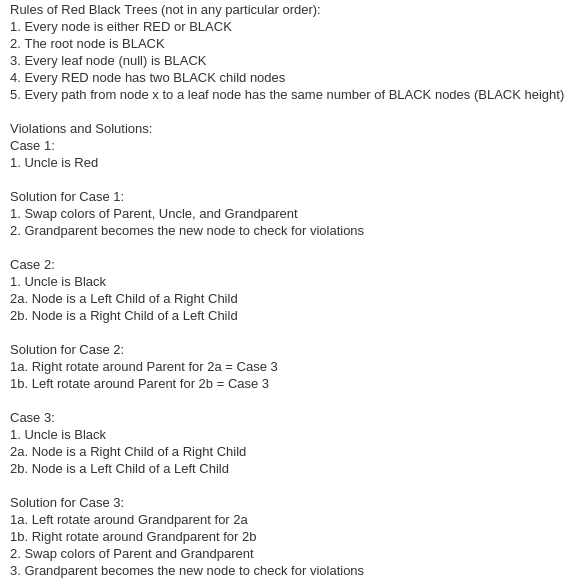 Rules of Red Black Trees (not in any particular order):
1. Every node is either RED or BLACK
2. The root node is BLACK
3. Every leaf node (null) is BLACK
4. Every RED node has two BLACK child nodes
5. Every path from node x to a leaf node has the same number of BLACK nodes (BLACK height)
Violations and Solutions:
Case 1:
1. Uncle is Red
Solution for Case 1:
1. Swap colors of Parent, Uncle, and Grandparent
2. Grandparent becomes the new node to check for violations
Case 2:
1. Uncle is Black
2a. Node is a Left Child of a Right Child
2b. Node is a Right Child of a Left Child
Solution for Case 2:
1a. Right rotate around Parent for 2a = Case 3
1b. Left rotate around Parent for 2b = Case 3
Case 3:
1. Uncle is Black
2a. Node is a Right Child of a Right Child
2b. Node is a Left Child of a Left Child
Solution for Case 3:
1a. Left rotate around Grandparent for 2a
1b. Right rotate around Grandparent for 2b
2. Swap colors of Parent and Grandparent
3. Grandparent becomes the new node to check for violations